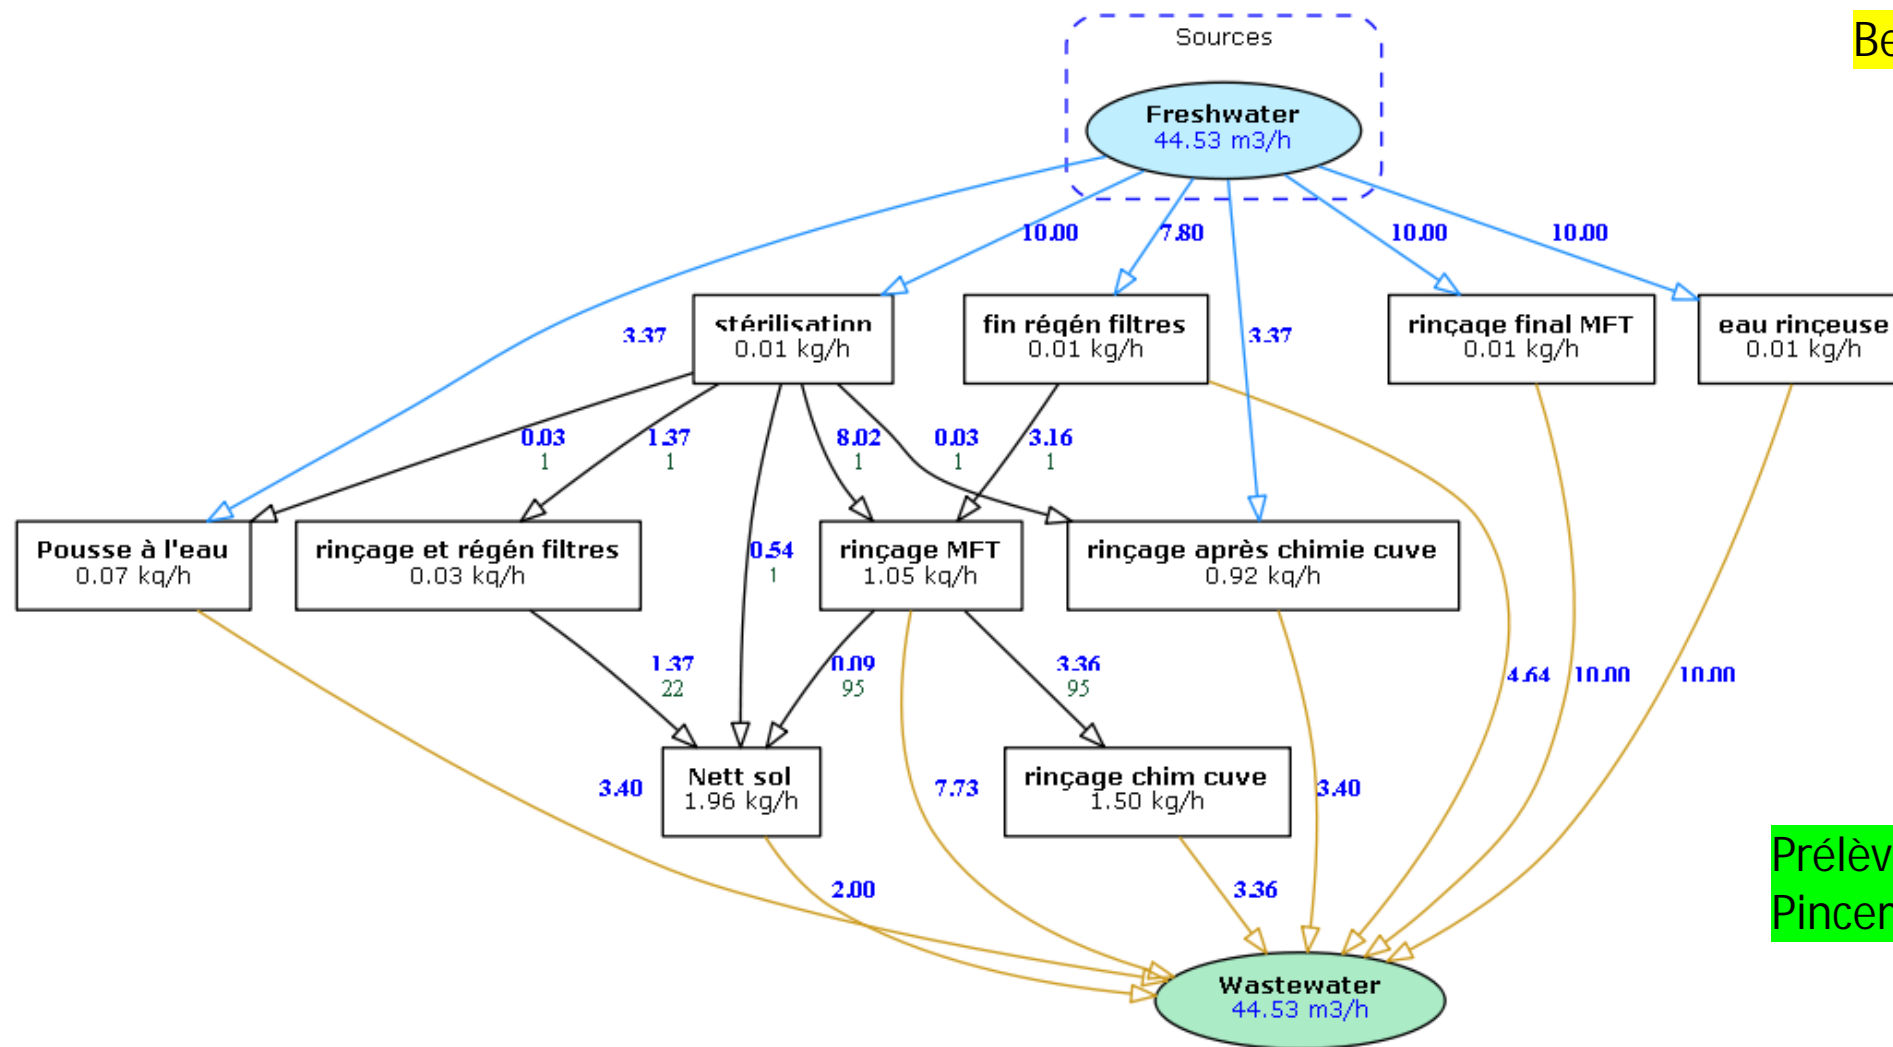 Sources
Be
Freshwater
44.53 m3/h
10.00
7.80
10.00
10.00
3.37
3.37
stérilisation
0.01 kg/h
fin régén filtres
0.01 kg/h
rinçage final MFT
0.01 kg/h
eau rinçeuse
0.01 kg/h
0.03
1
1.37
1
8.02
1
0.03
1
3.16
1
Pousse à l'eau
0.07 kg/h
rinçage et régén filtres
0.03 kg/h
0.54
1
rinçage MFT
1.05 kg/h
rinçage après chimie cuve
0.92 kg/h
1.37
22
0.09
95
3.36
95
4.64
10.00
10.00
Nett sol
1.96 kg/h
rinçage chim cuve
1.50 kg/h
3.40
7.73
3.40
2.00
3.36
Prélèv
Pincem
Wastewater
44.53 m3/h